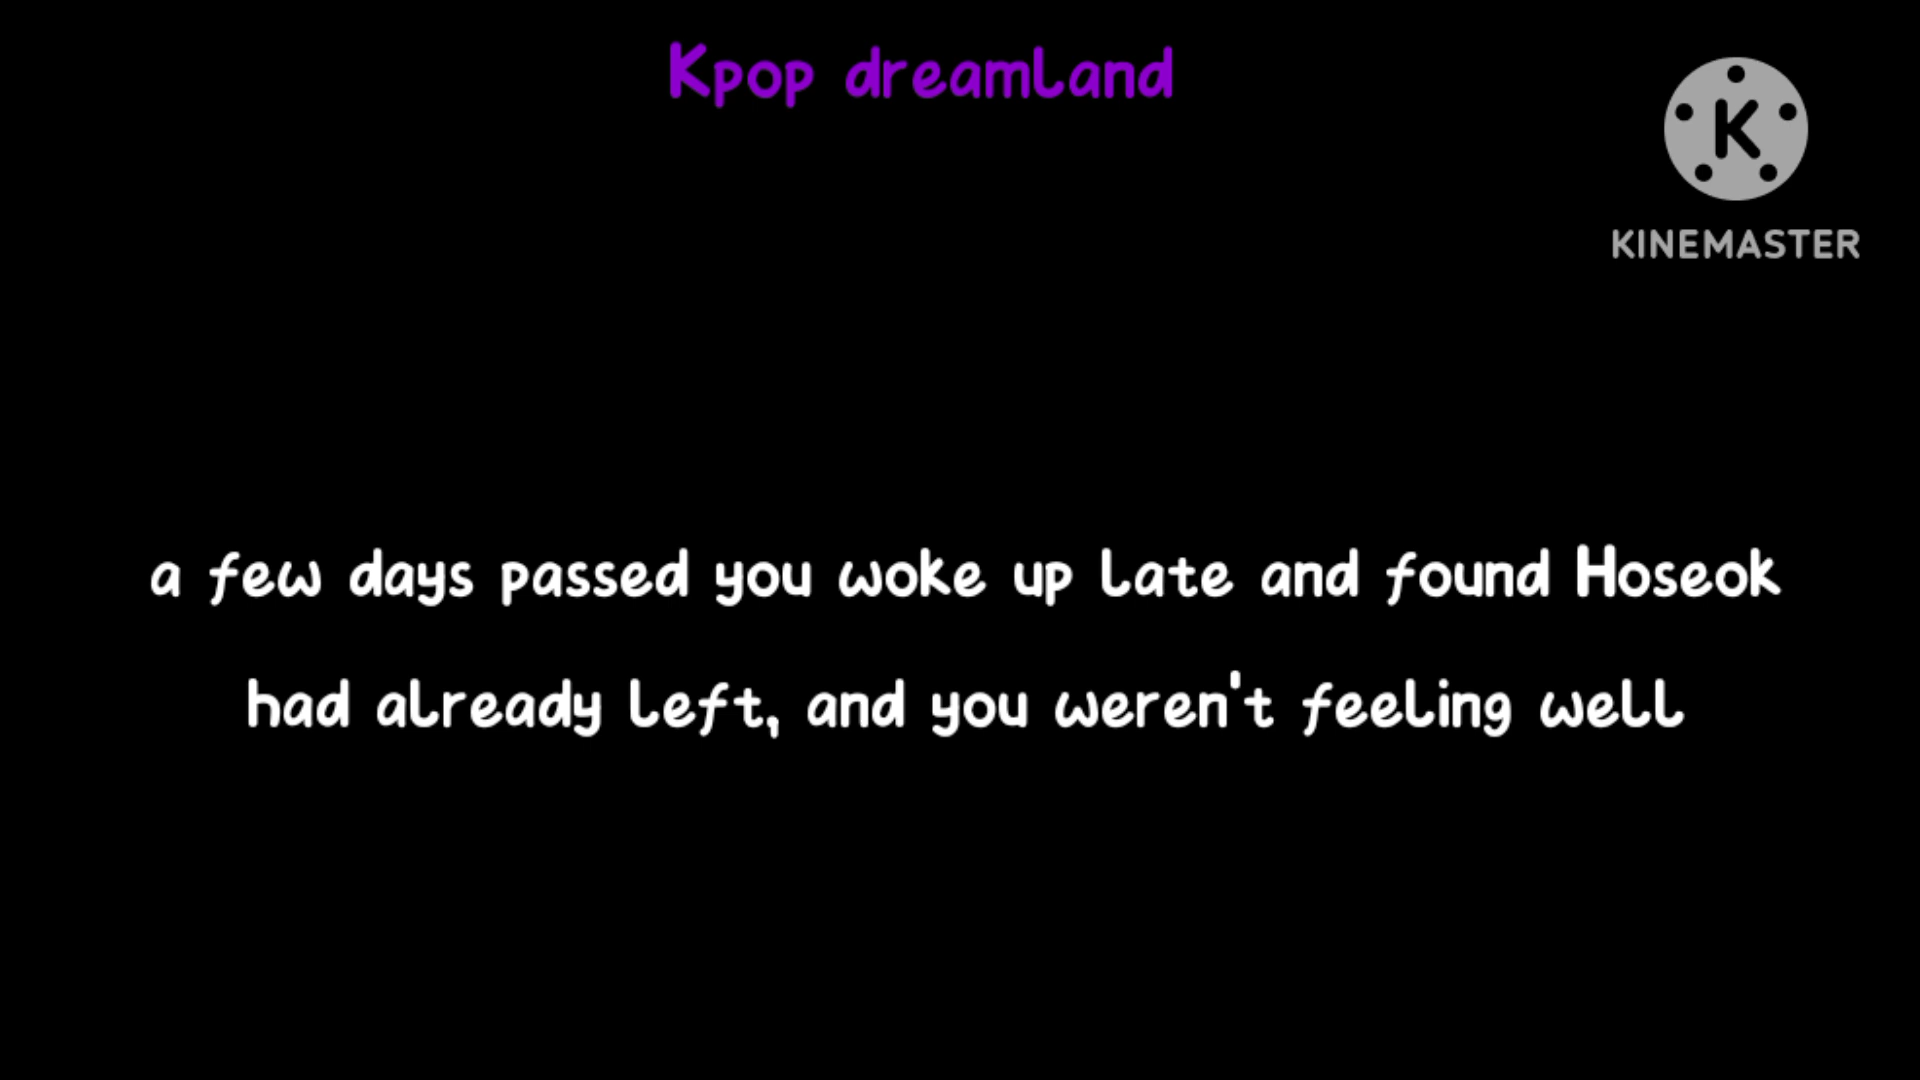 Kpop dreamland
K
KINEMASTER
a few days passed you woke up late and found Hoseok
had already left, and you weren't feeling well